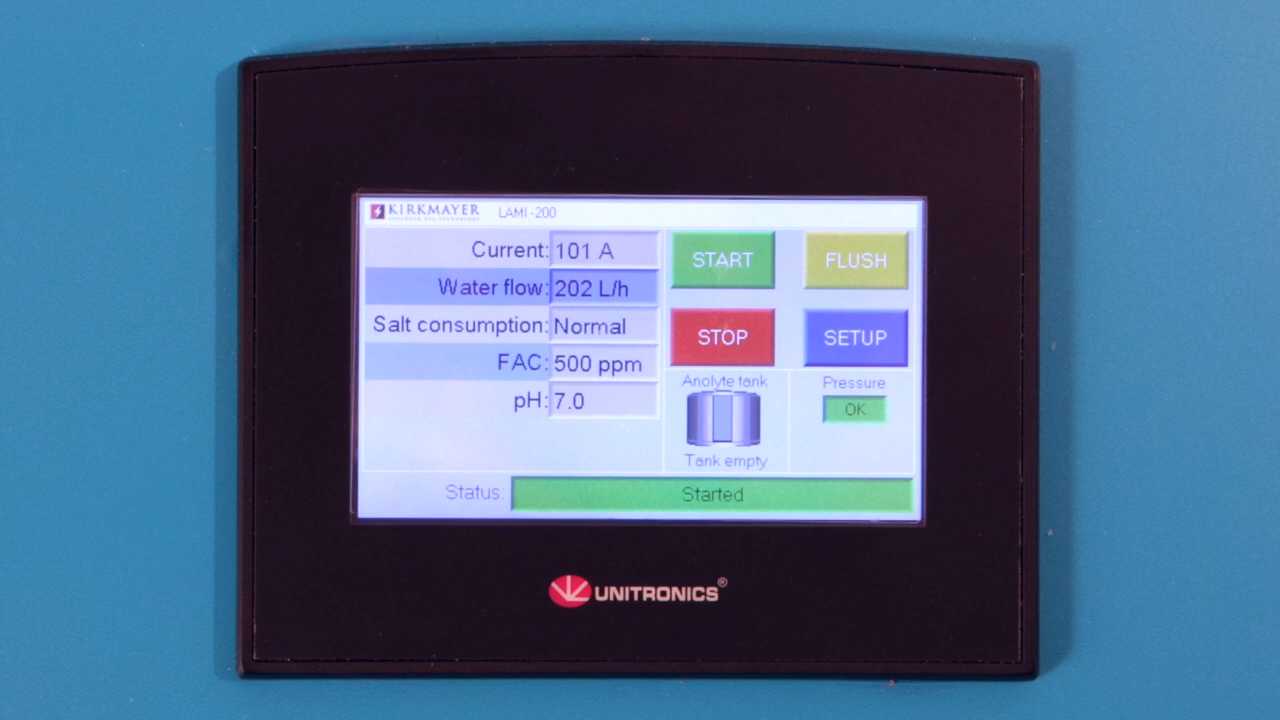 KIRKMAYER LAMI-200
Current: 101 A
Water flow: 202 L/h
Salt consumption: Normal
FAC: 500 ppm
pH: 7.0
START FLUSH
STOP SETUP
Anolyte tank
Tank empty
Pressure
OK
Status: Started
UNITRONICS®